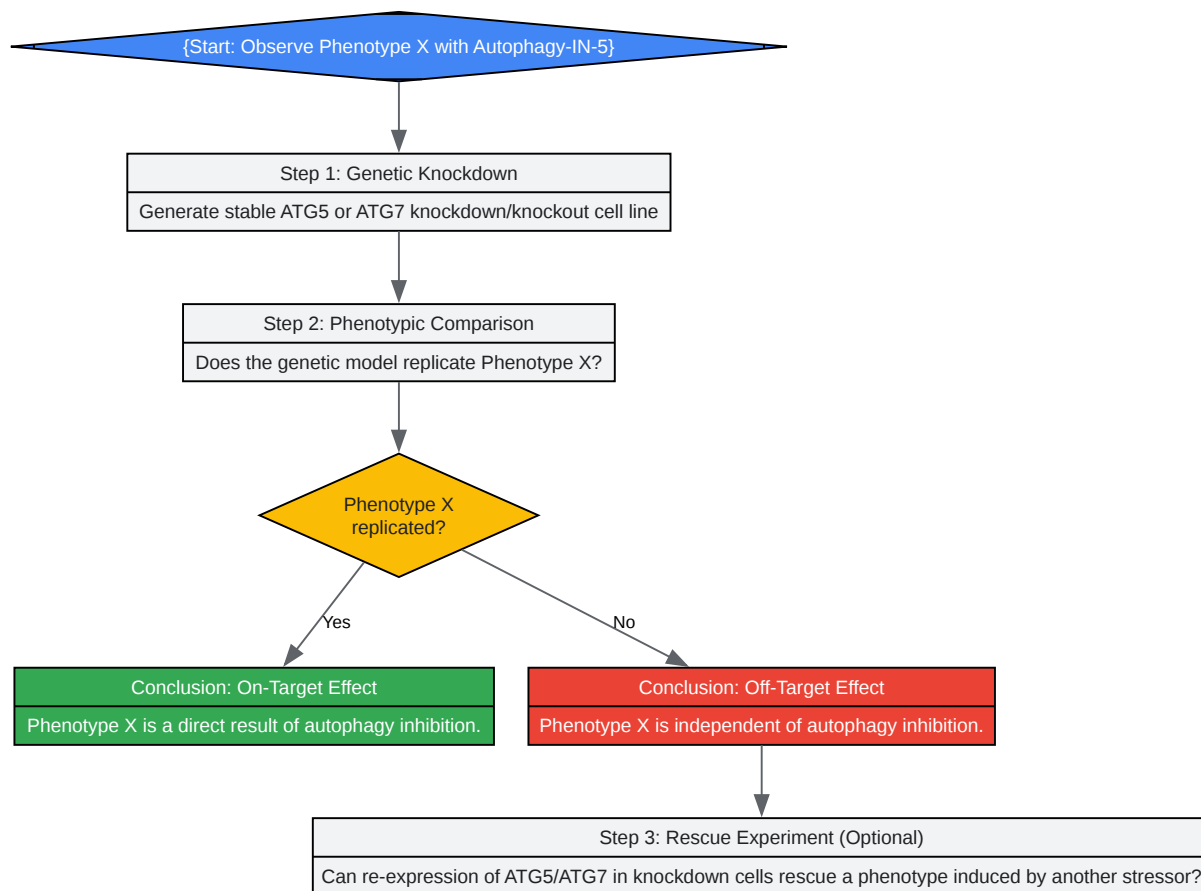 {Start: Observe Phenotype X with Autophagy-IN-5}
Step 1: Genetic Knockdown
Generate stable ATG5 or ATG7 knockdown/knockout cell line
Step 2: Phenotypic Comparison
Does the genetic model replicate Phenotype X?
Phenotype X
replicated?
Yes
No
Conclusion: On-Target Effect
Phenotype X is a direct result of autophagy inhibition.
Conclusion: Off-Target Effect
Phenotype X is independent of autophagy inhibition.
Step 3: Rescue Experiment (Optional)
Can re-expression of ATG5/ATG7 in knockdown cells rescue a phenotype induced by another stressor?